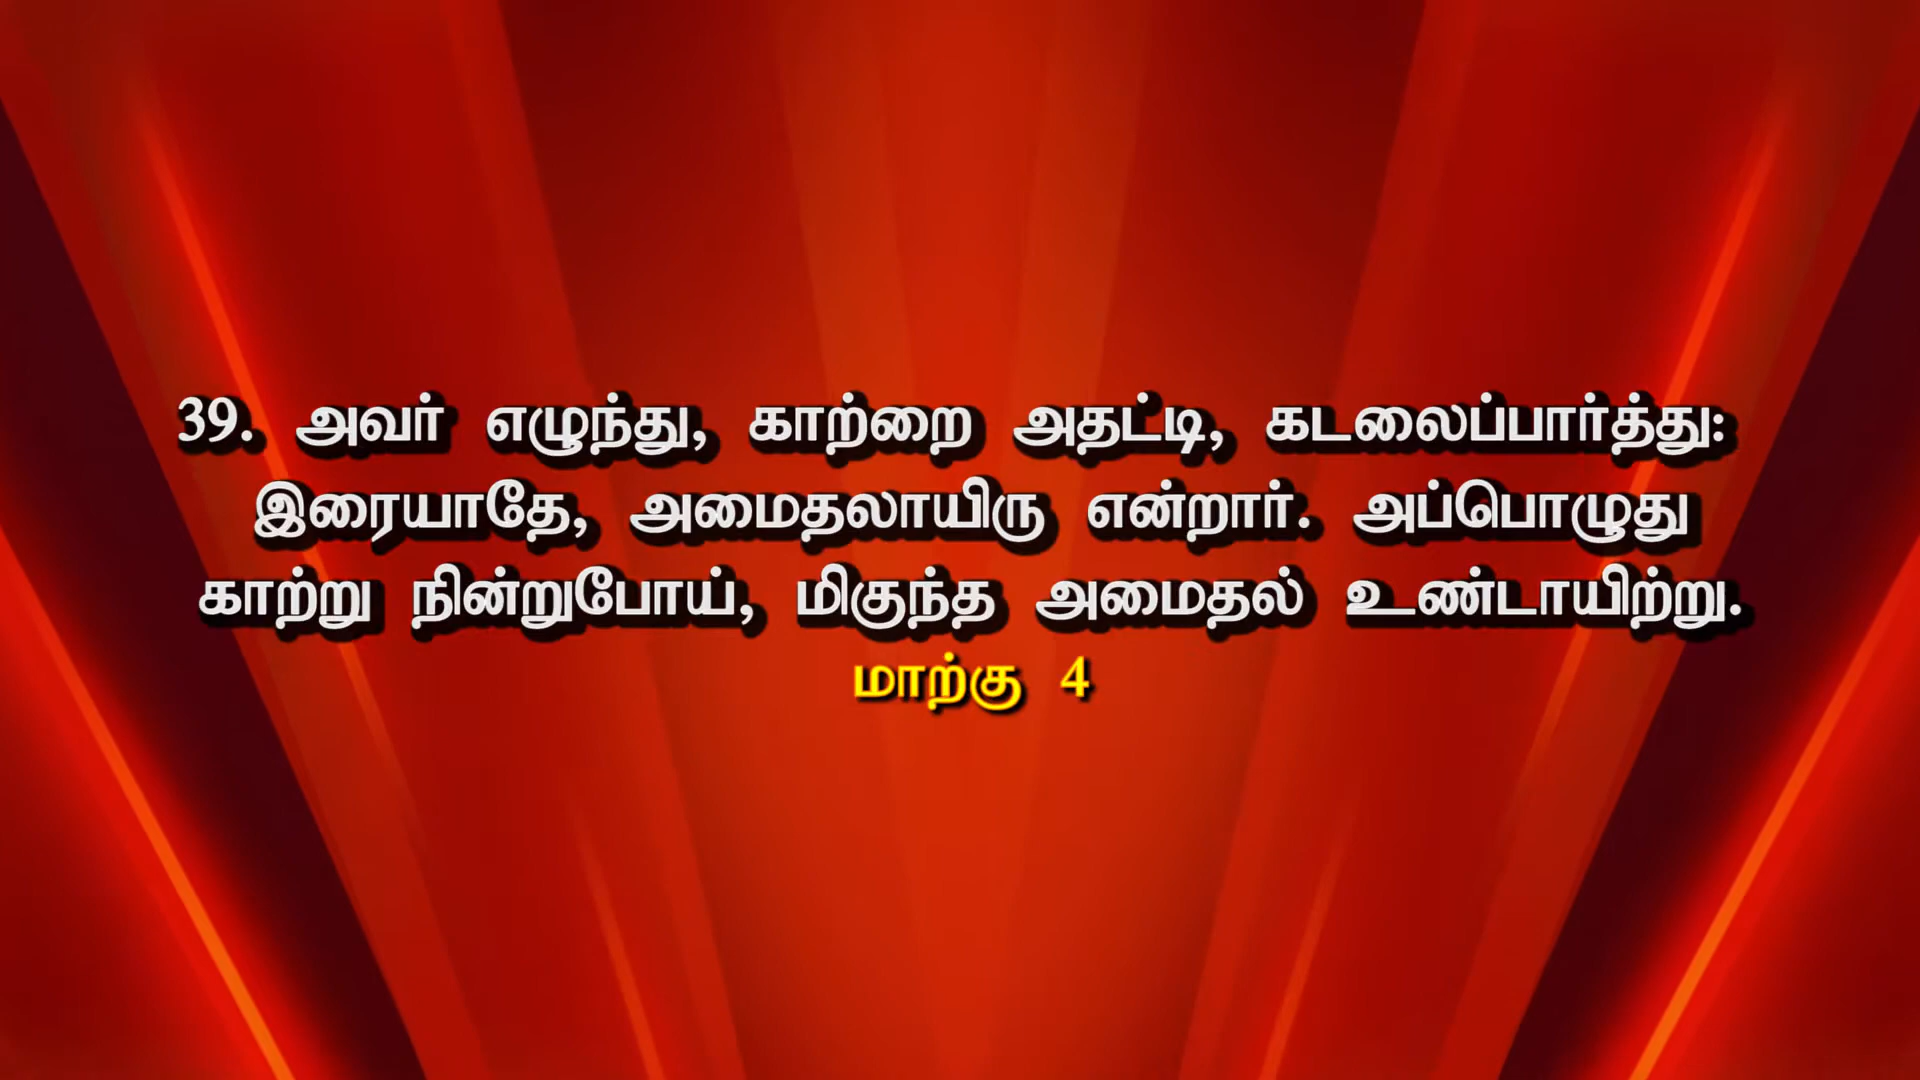 39. அவர் எழுந்து, காற்றை அதட்டி, கடலைப்பார்த்து:
இரையாதே, அமைதலாயிரு என்றார். அப்பொழுது
காற்று நின்றுபோய், மிகுந்த அமைதல் உண்டாயிற்று.
மாற்கு 4